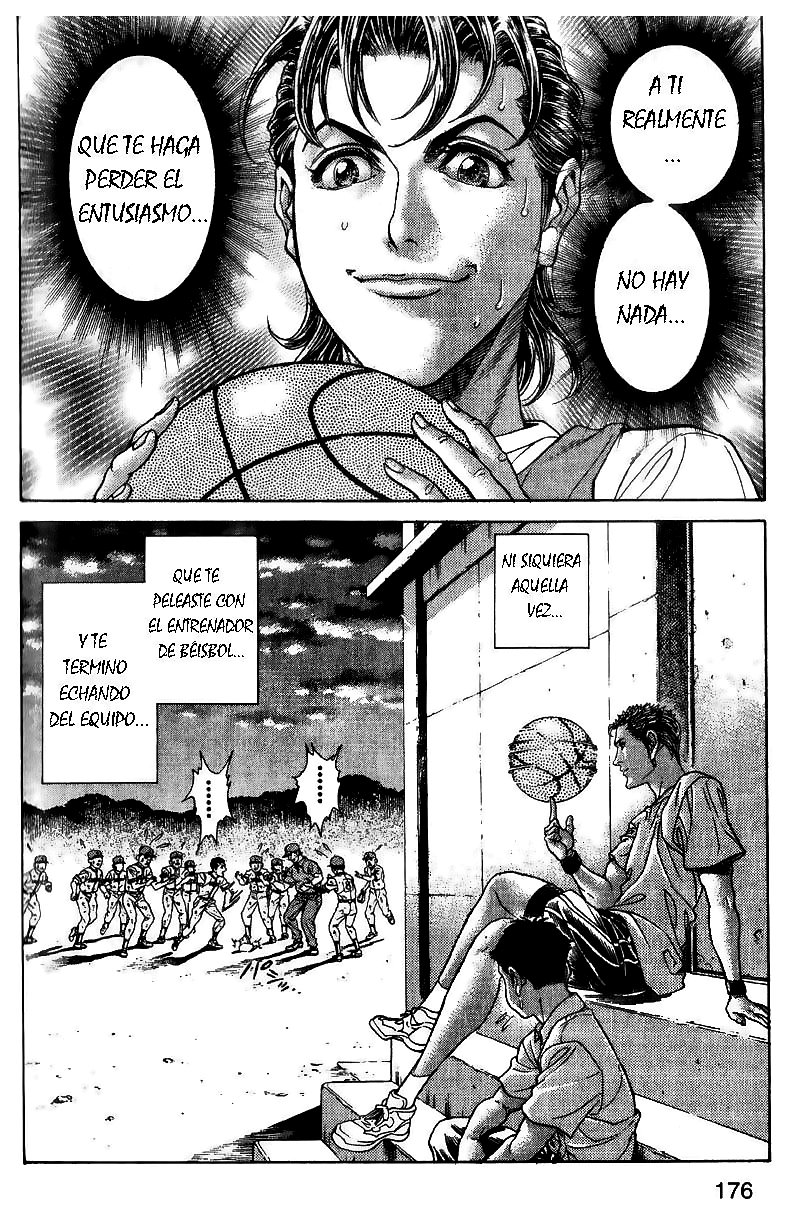 A TI
REALMENTE
...
NO HAY
NADA...
QUE TE HAGA
PERDER EL
ENTUSIASMO...
NI SIQUIERA
AQUELLA
VEZ...
QUE TE
PELEASTE CON
EL ENTRENADOR
DE BÉISBOL...
Y TE
TERMINO
ECHANDO
DEL EQUIPO...
176